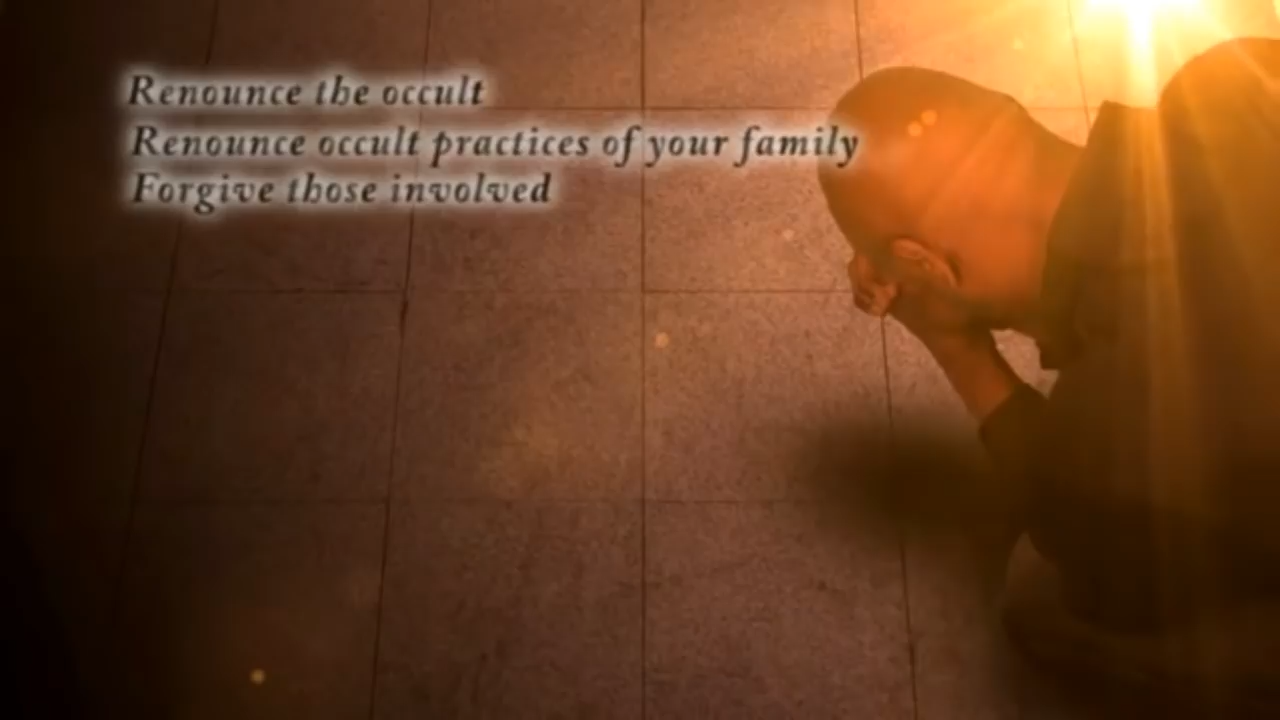 Renounce the occult
Renounce occult practices of your family
Forgive those involved